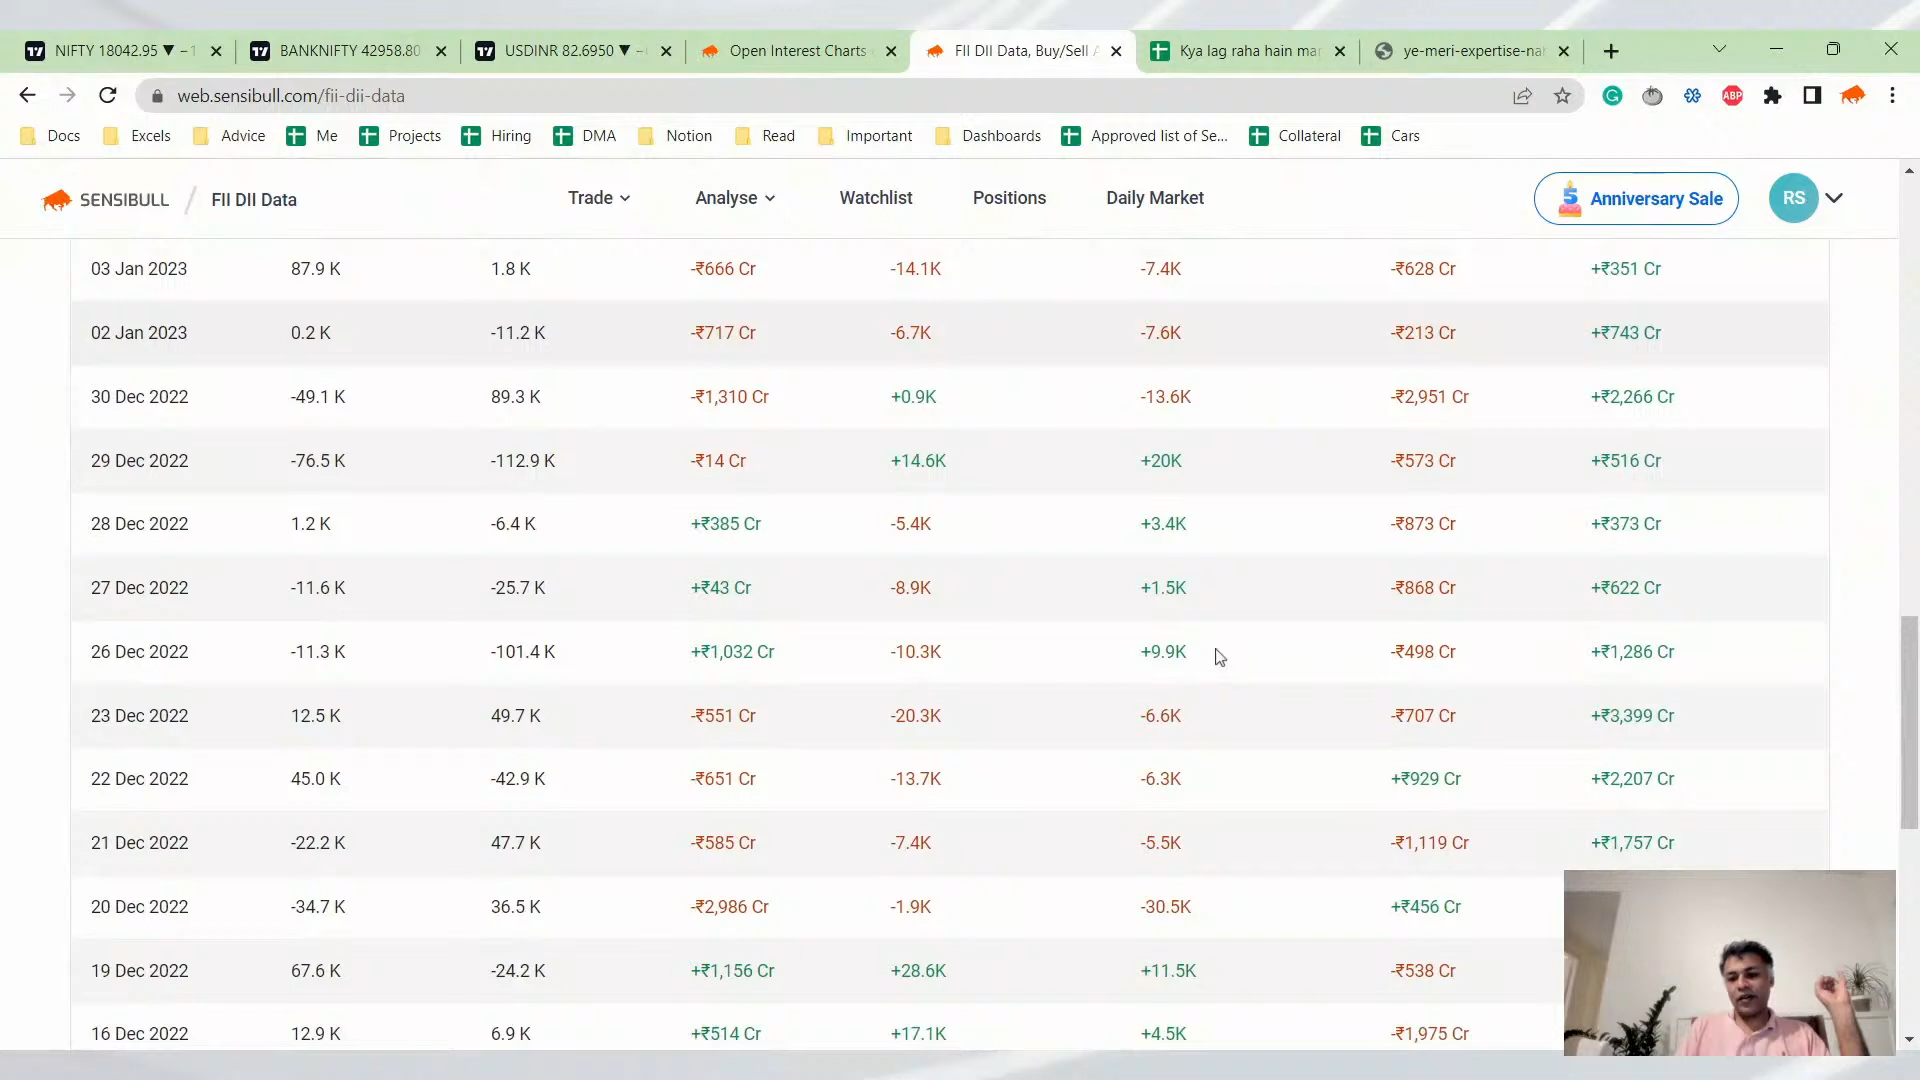 NIFTY 18042.95 ▼ −1
BANKNIFTY 42958.80
USDINR 82.6950 ▼ −
Open Interest Charts
FII DII Data, Buy/Sell A
Kya lag raha hain mar
ye-meri-expertise-nah
web.sensibull.com/fii-dii-data
ABP
Docs Excels Advice Me Projects Hiring DMA Notion Read Important Dashboards Approved list of Se... Collateral Cars
SENSIBULL / FII DII Data Trade Analyse Watchlist Positions Daily Market 5 Anniversary Sale RS
03 Jan 2023 87.9 K 1.8 K -₹666 Cr -14.1K -7.4K -₹628 Cr +₹351 Cr
02 Jan 2023 0.2 K -11.2 K -₹717 Cr -6.7K -7.6K -₹213 Cr +₹743 Cr
30 Dec 2022 -49.1 K 89.3 K -₹1,310 Cr +0.9K -13.6K -₹2,951 Cr +₹2,266 Cr
29 Dec 2022 -76.5 K -112.9 K -₹14 Cr +14.6K +20K -₹573 Cr +₹516 Cr
28 Dec 2022 1.2 K -6.4 K +₹385 Cr -5.4K +3.4K -₹873 Cr +₹373 Cr
27 Dec 2022 -11.6 K -25.7 K +₹43 Cr -8.9K +1.5K -₹868 Cr +₹622 Cr
26 Dec 2022 -11.3 K -101.4 K +₹1,032 Cr -10.3K +9.9K -₹498 Cr +₹1,286 Cr
23 Dec 2022 12.5 K 49.7 K -₹551 Cr -20.3K -6.6K -₹707 Cr +₹3,399 Cr
22 Dec 2022 45.0 K -42.9 K -₹651 Cr -13.7K -6.3K +₹929 Cr +₹2,207 Cr
21 Dec 2022 -22.2 K 47.7 K -₹585 Cr -7.4K -5.5K -₹1,119 Cr +₹1,757 Cr
20 Dec 2022 -34.7 K 36.5 K -₹2,986 Cr -1.9K -30.5K +₹456 Cr
19 Dec 2022 67.6 K -24.2 K +₹1,156 Cr +28.6K +11.5K -₹538 Cr
16 Dec 2022 12.9 K 6.9 K +₹514 Cr +17.1K +4.5K -₹1,975 Cr